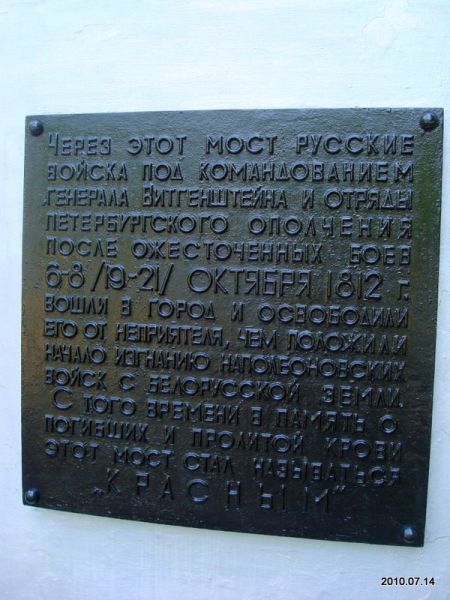 Через этот мост русские
войска под командованием
генерала Витгенштейна и отряды
петербургского ополчения
после ожесточенных боев
6-8 /19-21/ октября 1812 г.
вошли в город и освободили
его от неприятеля, чем положили
начало изгнанию наполеоновских
войск с белорусской земли.
С того времени в память о
погибших и пролитой крови
этот мост стал называться
„Красным"
2010.07.14